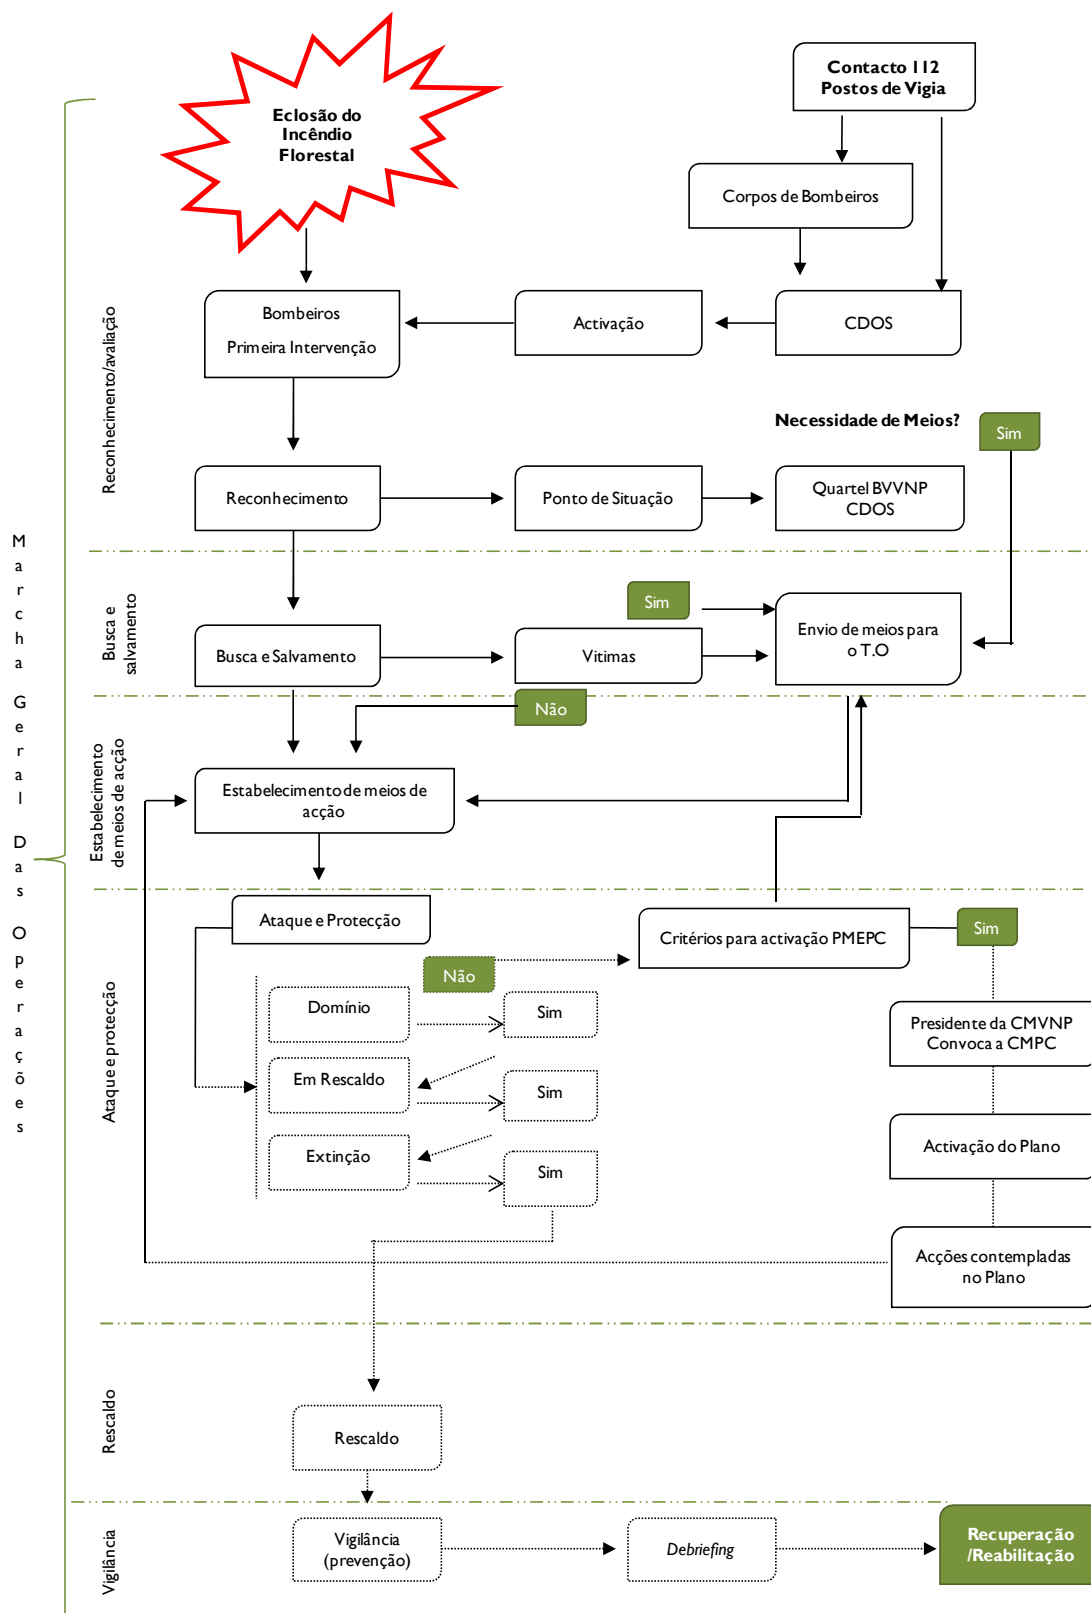 Contacto 112
Postos de Vigia
Eclosão do
Incêndio
Florestal
Corpos de Bombeiros
Bombeiros
Primeira Intervenção
Activação
CDOS
Reconhecimento/avaliação
Necessidade de Meios?
Sim
Reconhecimento
Ponto de Situação
Quartel BVVNP
CDOS
Marcha Geral Das Operações
Busca e
salvamento
Sim
Envio de meios para
o T.O
Busca e Salvamento
Vitimas
Não
Estabelecimento
de meios de acção
Estabelecimento de meios de
acção
Ataque e protecção
Ataque e Protecção
Critérios para activação PMEPC
Sim
Não
Domínio
Sim
Presidente da CMVNP
Convoca a CMPC
Em Rescaldo
Sim
Extinção
Sim
Activação do Plano
Acções contempladas
no Plano
Rescaldo
Rescaldo
Vigilância
Vigilância
(prevenção)
Debriefing
Recuperação
/Reabilitação